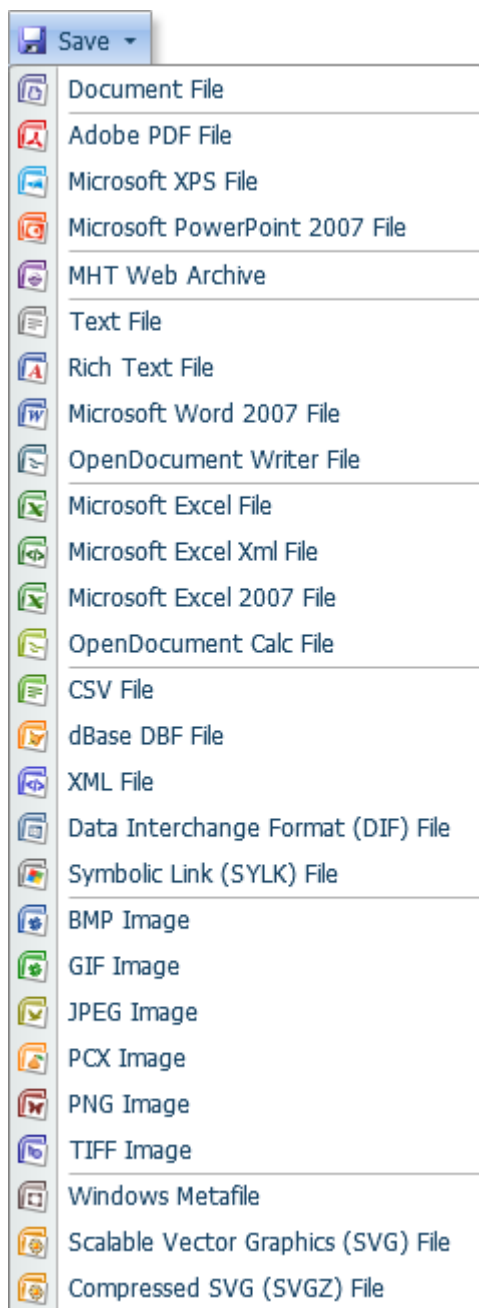 Save
Document File
Adobe PDF File
Microsoft XPS File
Microsoft PowerPoint 2007 File
MHT Web Archive
Text File
Rich Text File
Microsoft Word 2007 File
OpenDocument Writer File
Microsoft Excel File
Microsoft Excel Xml File
Microsoft Excel 2007 File
OpenDocument Calc File
CSV File
dBase DBF File
XML File
Data Interchange Format (DIF) File
Symbolic Link (SYLK) File
BMP Image
GIF Image
JPEG Image
PCX Image
PNG Image
TIFF Image
Windows Metafile
Scalable Vector Graphics (SVG) File
Compressed SVG (SVGZ) File